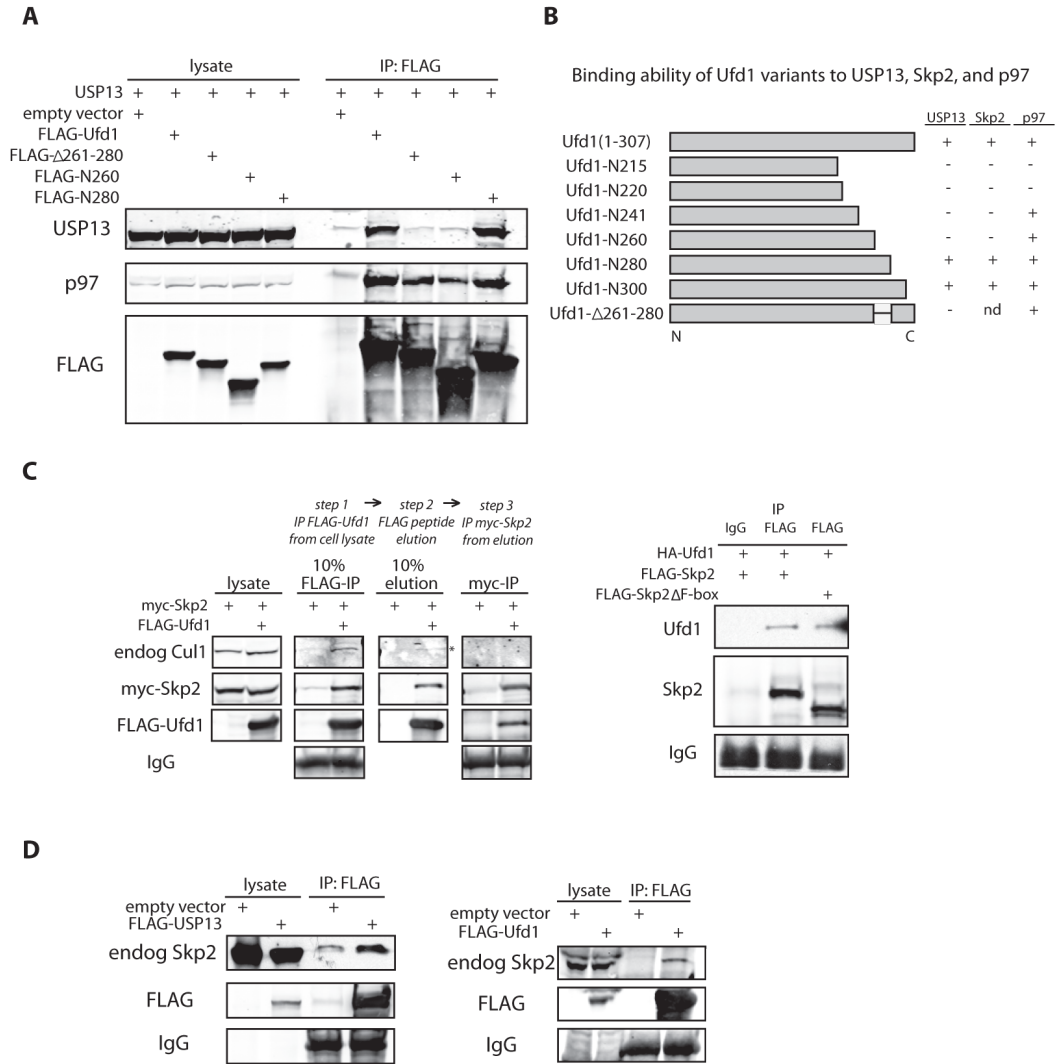 A
lysate IP: FLAG
USP13 + + + + + + + + + +
empty vector + +
FLAG-Ufd1 + +
FLAG-Δ261-280 + +
FLAG-N260 + +
FLAG-N280 + +
USP13
p97
FLAG
B
Binding ability of Ufd1 variants to USP13, Skp2, and p97
USP13 Skp2 p97
Ufd1(1-307) + + +
Ufd1-N215 - - -
Ufd1-N220 - - -
Ufd1-N241 - - +
Ufd1-N260 - - +
Ufd1-N280 + + +
Ufd1-N300 + + +
Ufd1-Δ261-280 - nd +
N C
C
step 1 → step 2 → step 3
IP FLAG-Ufd1 FLAG peptide IP myc-Skp2
from cell lysate elution from elution
10% 10%
lysate FLAG-IP elution myc-IP
myc-Skp2 + + + + + + + +
FLAG-Ufd1 + + + +
endog Cul1 *
myc-Skp2
FLAG-Ufd1
IgG
IP
IgG FLAG FLAG
HA-Ufd1 + + +
FLAG-Skp2 + +
FLAG-Skp2ΔF-box +
Ufd1
Skp2
IgG
D
lysate IP: FLAG
empty vector + +
FLAG-USP13 + +
endog Skp2
FLAG
IgG
lysate IP: FLAG
empty vector + +
FLAG-Ufd1 + +
endog Skp2
FLAG
IgG